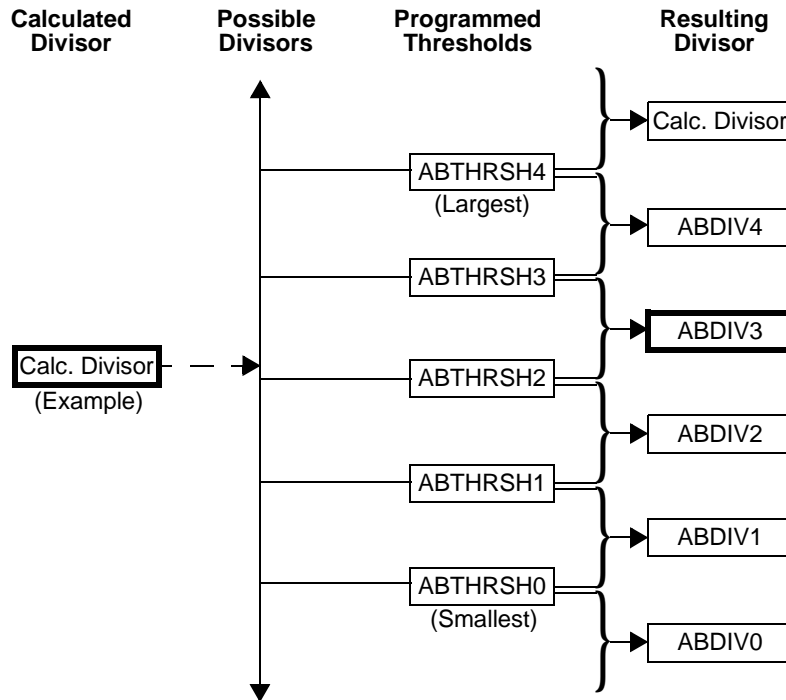 Calculated Divisor
Possible Divisors
Programmed Thresholds
Resulting Divisor
Calc. Divisor
ABTHRSH4
(Largest)
ABDIV4
ABTHRSH3
ABDIV3
Calc. Divisor
(Example)
ABTHRSH2
ABDIV2
ABTHRSH1
ABDIV1
ABTHRSH0
(Smallest)
ABDIV0